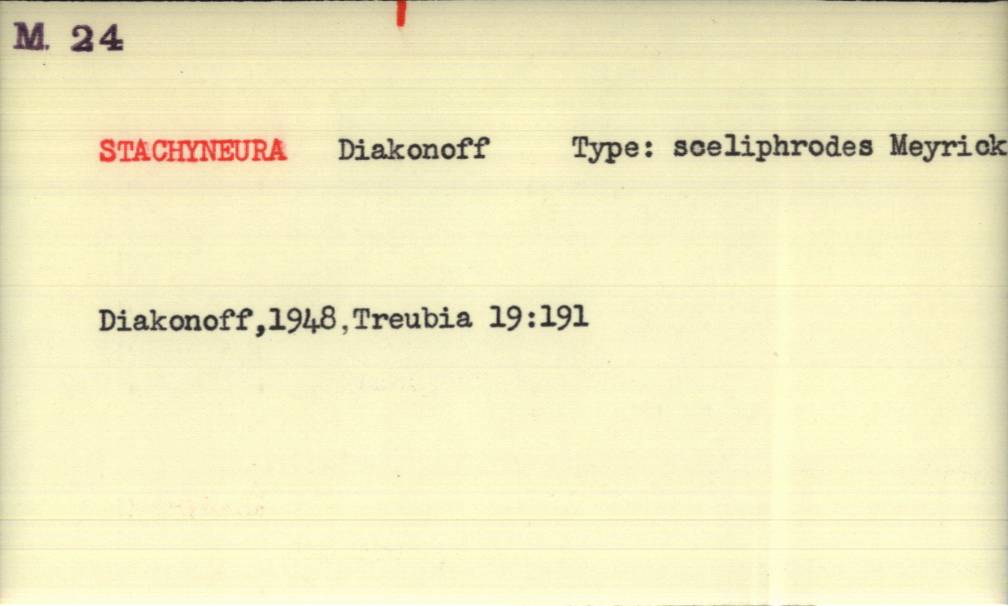 M. 24
STACHYNEURA Diakonoff Type: sceliphrodes Meyrick
Diakonoff,1948,Treubia 19:191